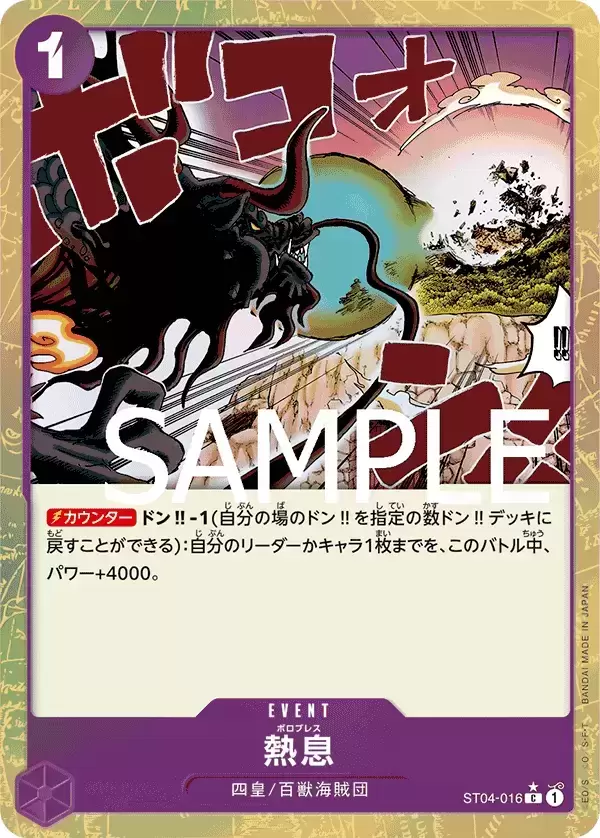 1
ボゴォ
ン
!!
SAMPLE
カウンター ドン!!-1(自分の場のドン!!を指定の数ドン!!デッキに
戻すことができる):自分のリーダーかキャラ1枚までを、このバトル中、
パワー+4000。
EVENT
ボロブレス
熱息
四皇/百獣海賊団
ST04-016 C 1
BANDAI MADE IN JAPAN